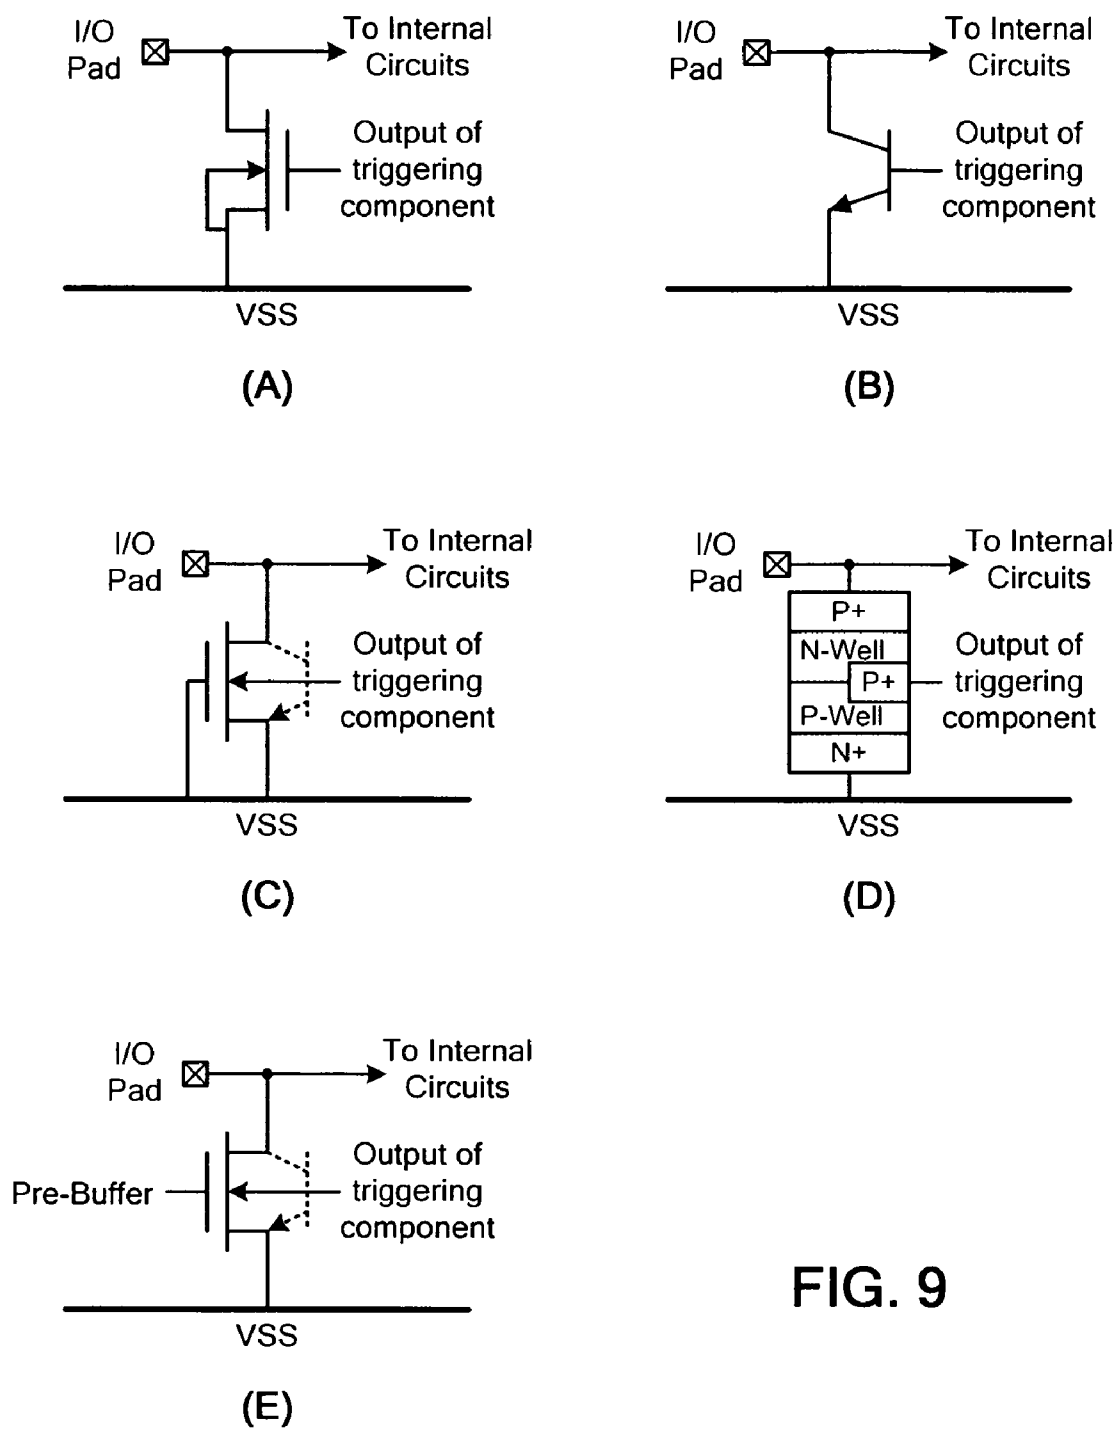 I/O
Pad
To Internal
Circuits
Output of
triggering
component
VSS
(A)
I/O
Pad
To Internal
Circuits
Output of
triggering
component
VSS
(B)
I/O
Pad
To Internal
Circuits
Output of
triggering
component
VSS
(C)
I/O
Pad
To Internal
Circuits
P+
N-Well
P+
P-Well
N+
Output of
triggering
component
VSS
(D)
I/O
Pad
To Internal
Circuits
Pre-Buffer
Output of
triggering
component
VSS
(E)
FIG. 9